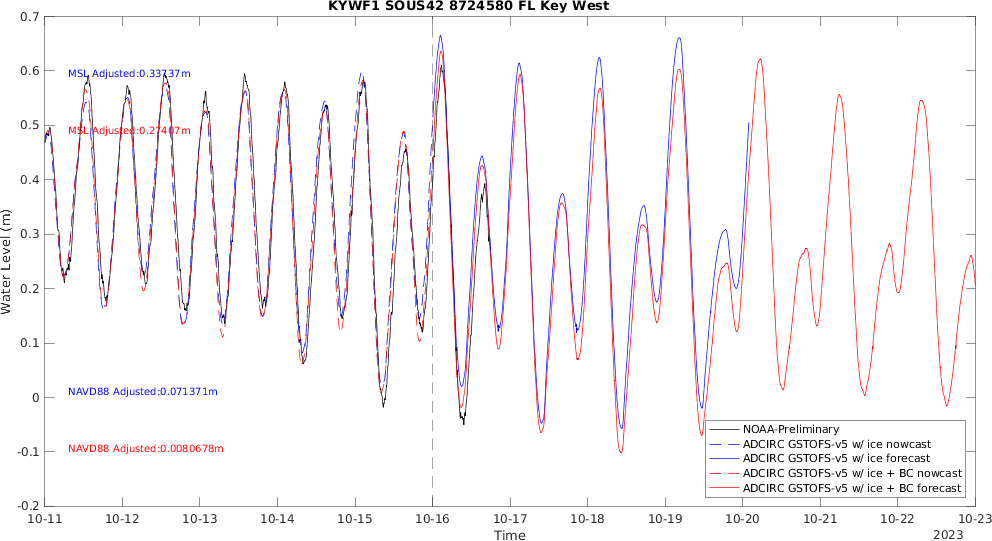 KYWF1 SOUS42 8724580 FL Key West
0.7
0.6
0.5
0.4
0.3
0.2
0.1
0
-0.1
-0.2
Water Level (m)
MSL Adjusted:0.33737m
MSL Adjusted:0.27407m
NAVD88 Adjusted:0.071371m
NAVD88 Adjusted:0.0080678m
NOAA-Preliminary
ADCIRC GSTOFS-v5 w/ ice nowcast
ADCIRC GSTOFS-v5 w/ ice forecast
ADCIRC GSTOFS-v5 w/ ice + BC nowcast
ADCIRC GSTOFS-v5 w/ ice + BC forecast
10-11 10-12 10-13 10-14 10-15 10-16 10-17 10-18 10-19 10-20 10-21 10-22 10-23
Time
2023